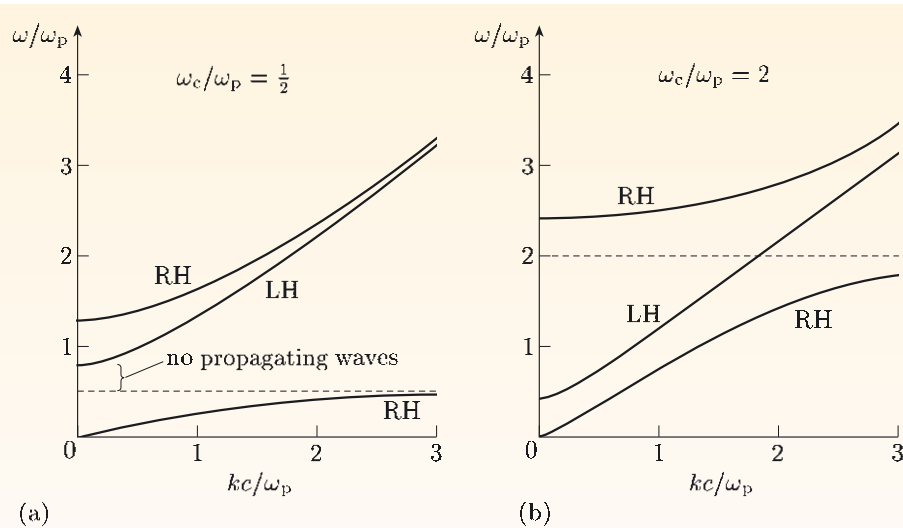 ω/ωp
4
3
2
1
0
1
2
3
kc/ωp
ωc/ωp = 1/2
RH
LH
no propagating waves
RH
(a)
ω/ωp
4
3
2
1
0
1
2
3
kc/ωp
ωc/ωp = 2
RH
LH
RH
(b)